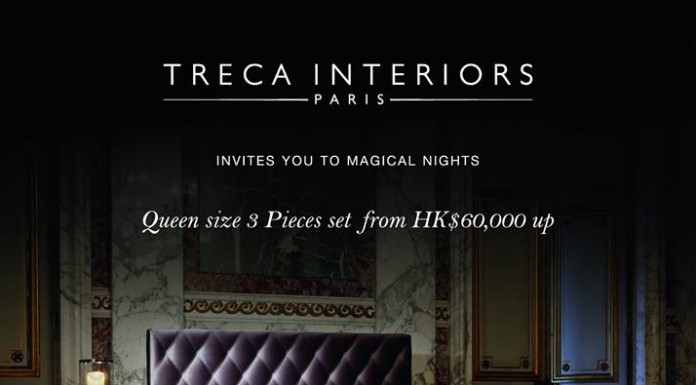 TRECA INTERIORS
PARIS
INVITES YOU TO MAGICAL NIGHTS
Queen size 3 Pieces set from HK$60,000 up